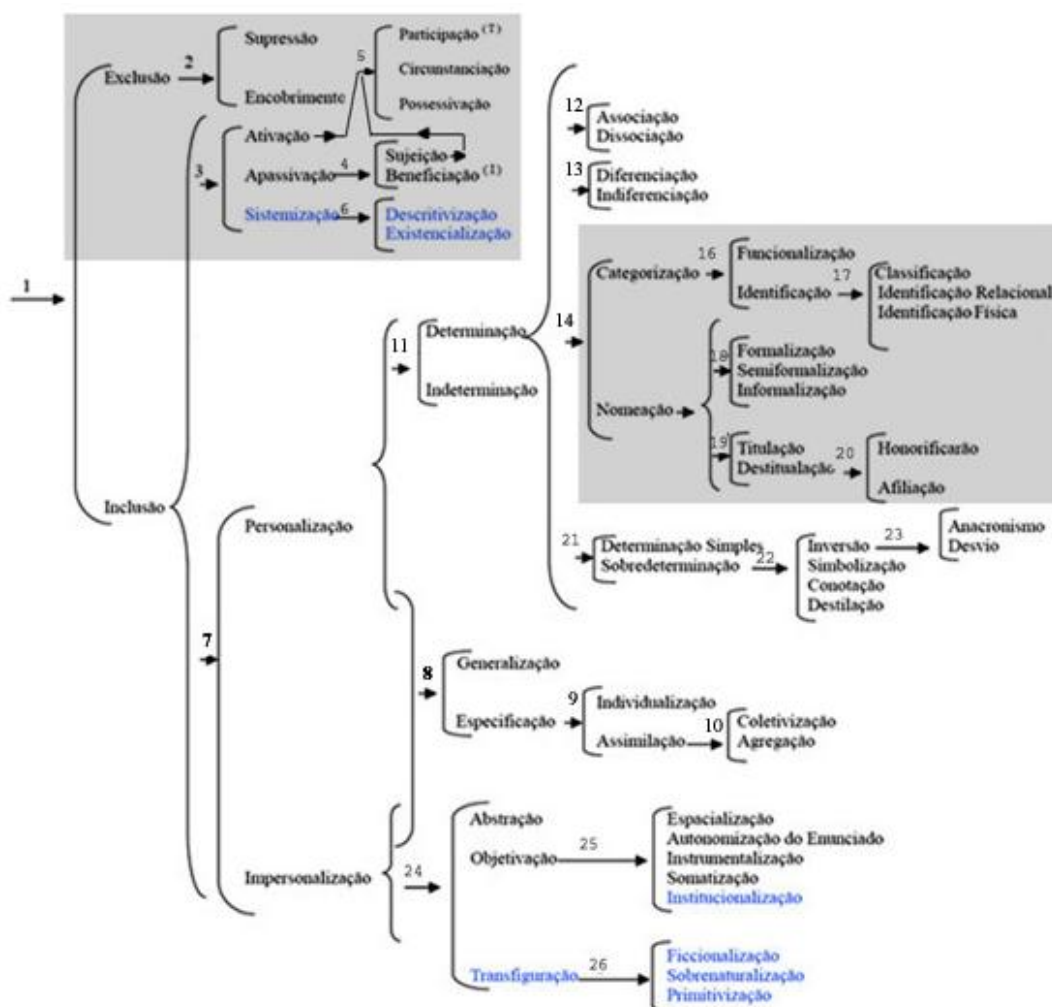 Exclusão
2
Supressão
Encobrimente
5
Participação (T)
Circunstanciação
Possessivação
3
Ativação
Apassivação
4
Sujeição
Beneficiação (I)
Sistemização
6
Descritivização
Existencialização
1
Inclusão
7
Personalização
11
Determinação
Indeterminação
12
Associação
Dissociação
13
Diferenciação
Indiferenciação
14
Categorização
16
Funcionalização
Identificação
17
Classificação
Identificação Relacional
Identificação Física
Nomeação
18
Formalização
Semiformalização
Informalização
19
Titulação
Destitualação
20
Honorificarão
Afiliação
21
Determinação Simples
Sobredeterminação
22
Inversão
Simbolização
Conotação
Destilação
23
Anacronismo
Desvio
8
Generalização
Especificação
9
Individualização
Assimilação
10
Coletivização
Agregação
Impersonalização
24
Abstração
Objetivação
25
Espacialização
Autonomização do Enunciado
Instrumentalização
Somatização
Institucionalização
Transfiguração
26
Ficcionalização
Sobrenaturalização
Primitivização